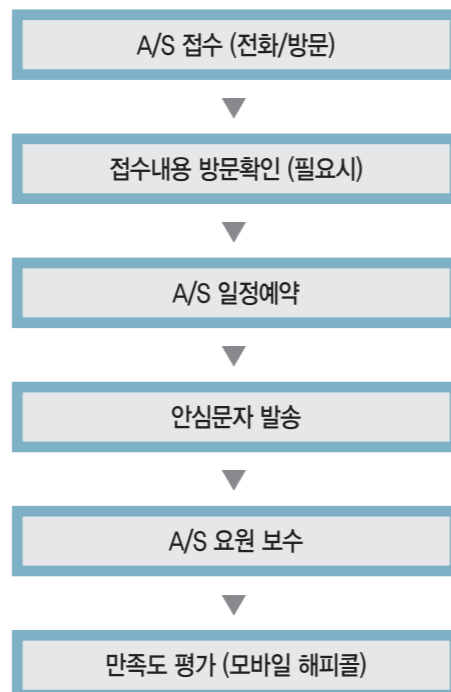 A/S 접수 (전화/방문)
접수내용 방문확인 (필요시)
A/S 일정예약
안심문자 발송
A/S 요원 보수
만족도 평가 (모바일 해피콜)